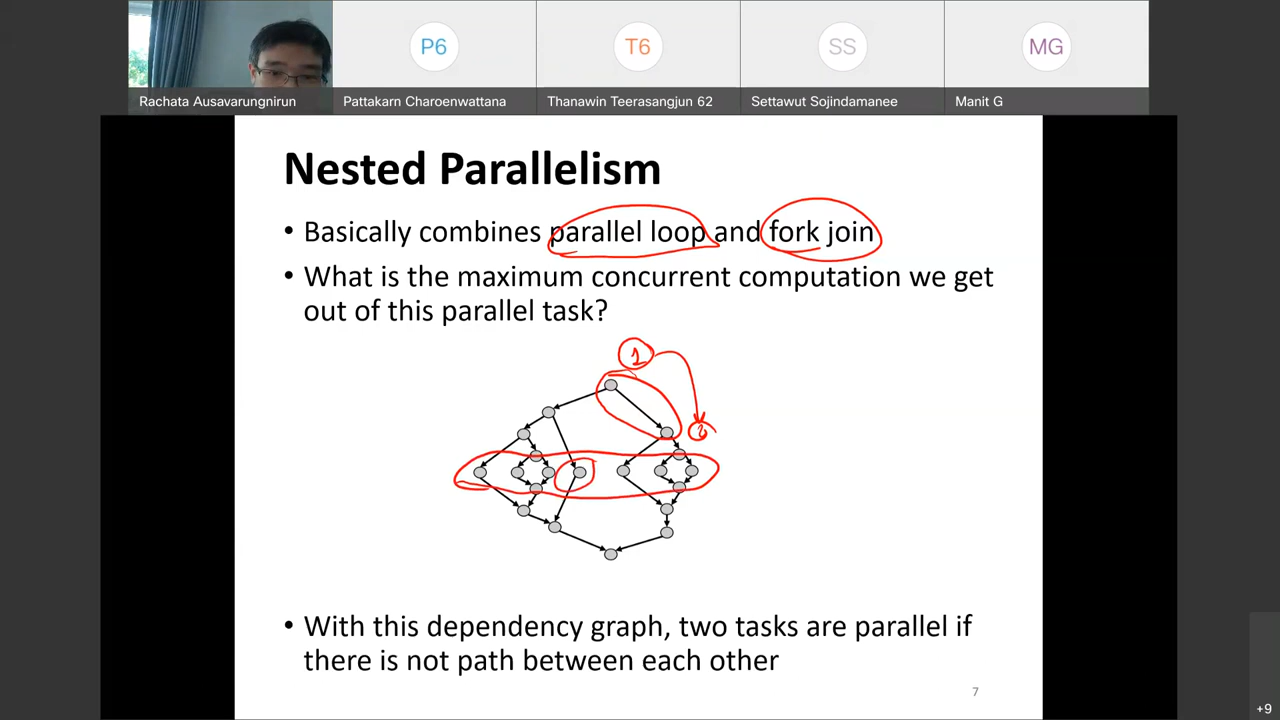 P6
T6
SS
MG
Rachata Ausavarungnirun
Pattakarn Charoenwattana
Thanawin Teerasangjun 62
Settawut Sojindamanee
Manit G
Nested Parallelism
• Basically combines parallel loop and fork join
• What is the maximum concurrent computation we get
out of this parallel task?
1
2
• With this dependency graph, two tasks are parallel if
there is not path between each other
7
+9